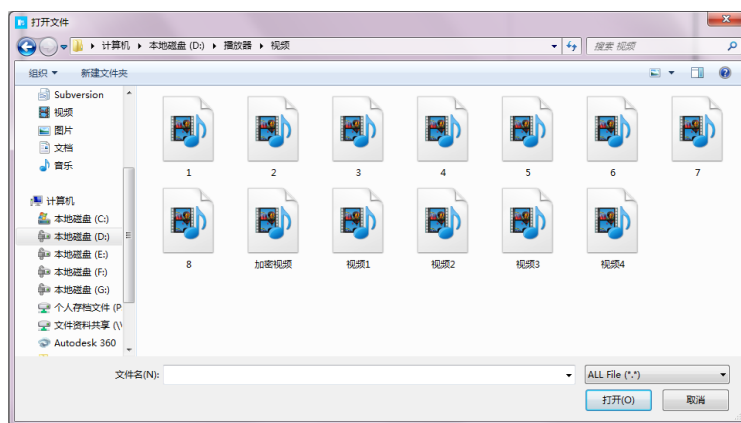 打开文件
计算机 本地磁盘 (D:) 播放器 视频
搜索 视频
组织 新建文件夹
Subversion
视频
图片
文档
音乐
计算机
本地磁盘 (C:)
本地磁盘 (D:)
本地磁盘 (E:)
本地磁盘 (F:)
本地磁盘 (G:)
个人存档文件 (P
文件资料共享 (\\
Autodesk 360
1 2 3 4 5 6 7
8 加密视频 视频1 视频2 视频3 视频4
文件名(N):
ALL File (*.*)
打开(O) 取消